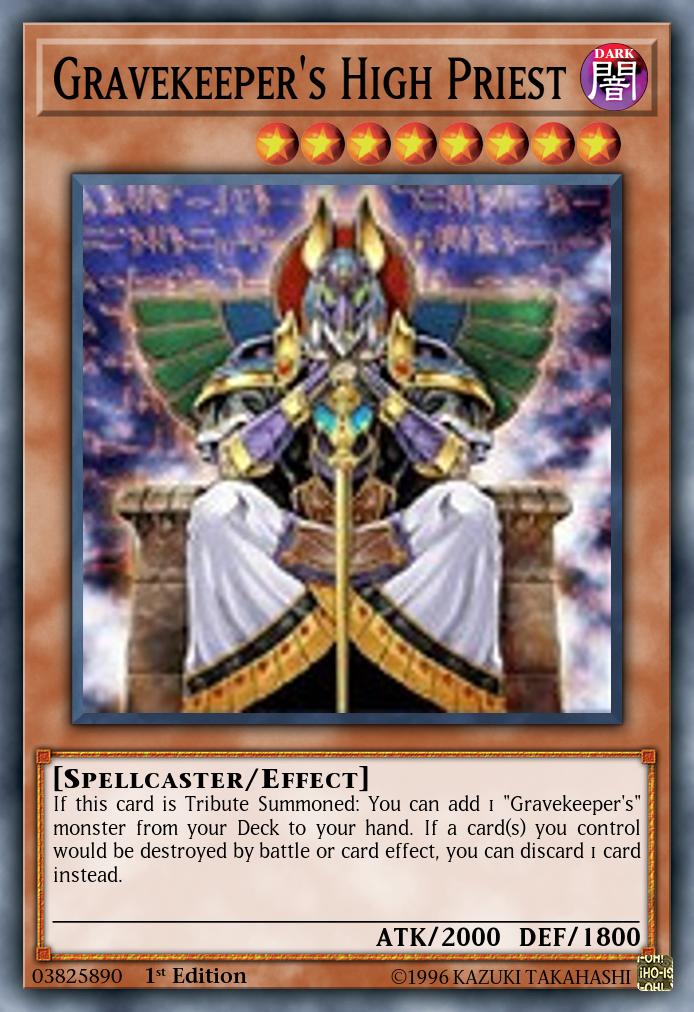 Gravekeeper's High Priest
DARK
闇
[Spellcaster/Effect]
If this card is Tribute Summoned: You can add 1 "Gravekeeper's"
monster from your Deck to your hand. If a card(s) you control
would be destroyed by battle or card effect, you can discard 1 card
instead.
ATK/2000 DEF/1800
03825890 1st Edition ©1996 KAZUKI TAKAHASHI